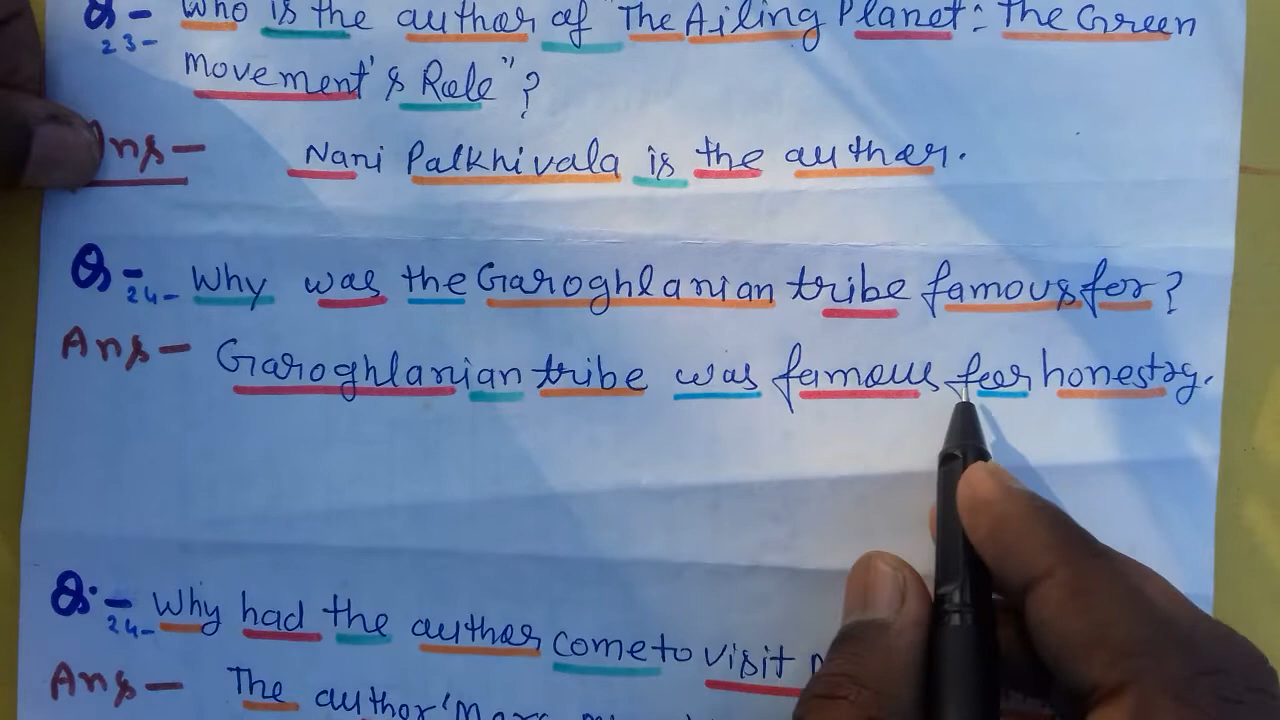 Q- Who is the author of "The Ailing Planet: The Green
23-
Movement's Role"?
Ans- Nani Palkhivala is the author.
Q- Why was the Garoghlanian tribe famous for?
24-
Ans- Garoghlanian tribe was famous for honesty.
Q.- Why had the author come to visit
24-
Ans- The author